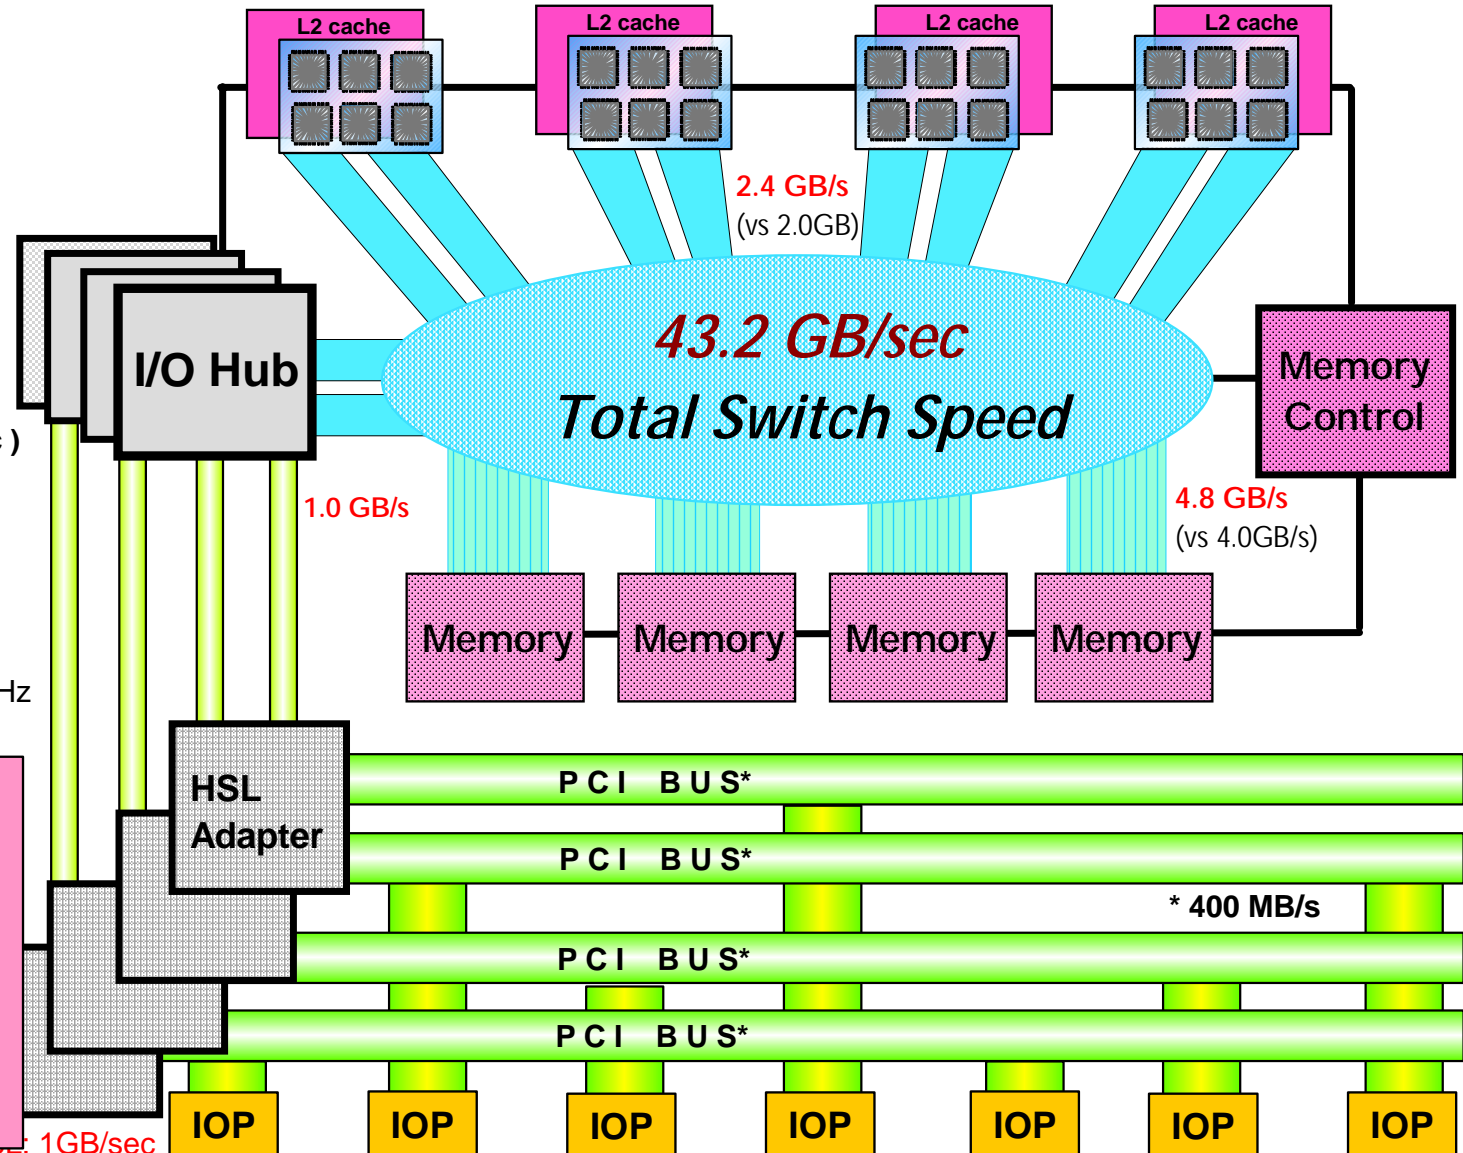 L2 cache
L2 cache
L2 cache
L2 cache
2.4 GB/s
(vs 2.0GB)
43.2 GB/sec
Total Switch Speed
I/O Hub
Memory
Control
)
1.0 GB/s
4.8 GB/s
(vs 4.0GB/s)
Memory
Memory
Memory
Memory
Hz
HSL
Adapter
PCI BUS*
PCI BUS*
* 400 MB/s
PCI BUS*
PCI BUS*
IOP
IOP
IOP
IOP
IOP
IOP
IOP
: 1GB/sec